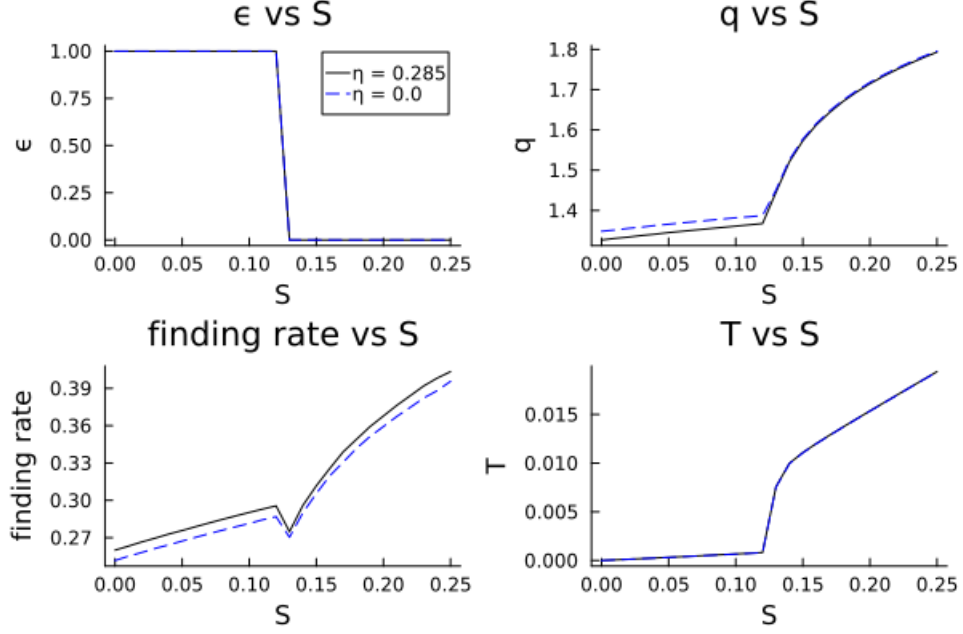 ϵ vs S
ϵ
1.00
0.75
0.50
0.25
0.00
η = 0.285
η = 0.0
0.00 0.05 0.10 0.15 0.20 0.25
S
q vs S
q
1.8
1.7
1.6
1.5
1.4
0.00 0.05 0.10 0.15 0.20 0.25
S
finding rate vs S
finding rate
0.39
0.36
0.33
0.30
0.27
0.00 0.05 0.10 0.15 0.20 0.25
S
T vs S
T
0.015
0.010
0.005
0.000
0.00 0.05 0.10 0.15 0.20 0.25
S